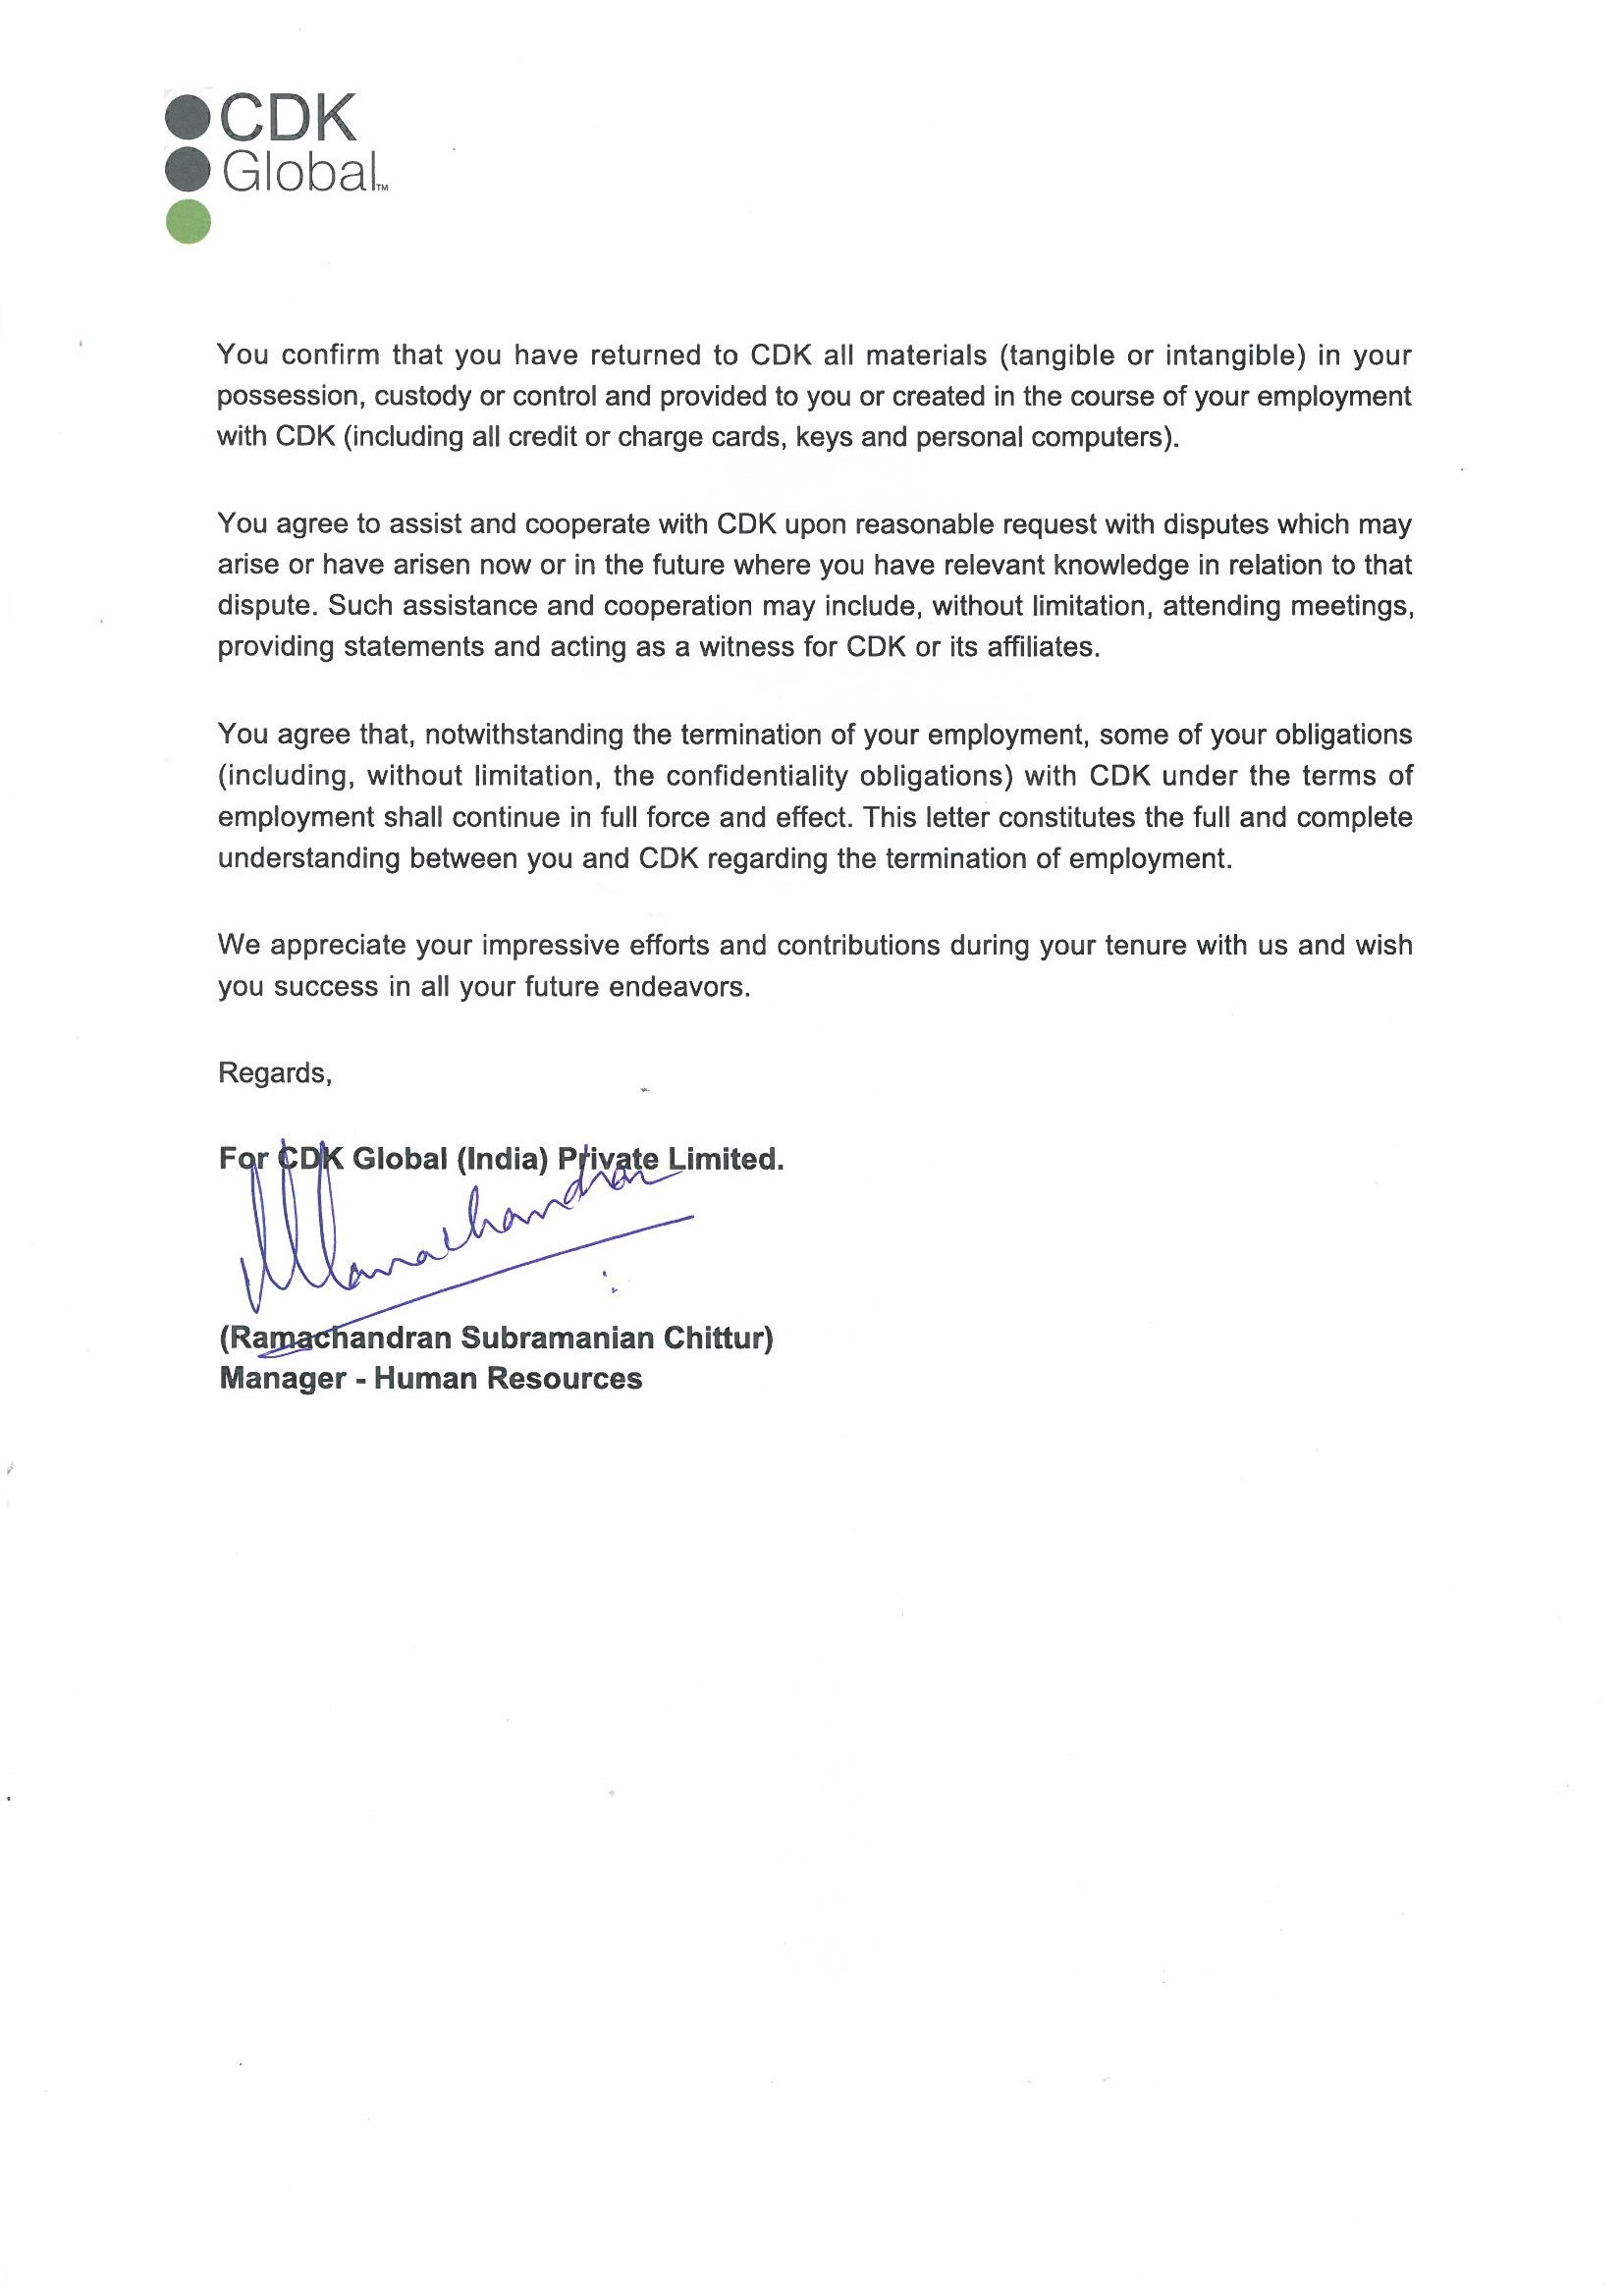 CDK
Global™
You confirm that you have returned to CDK all materials (tangible or intangible) in your
possession, custody or control and provided to you or created in the course of your employment
with CDK (including all credit or charge cards, keys and personal computers).
You agree to assist and cooperate with CDK upon reasonable request with disputes which may
arise or have arisen now or in the future where you have relevant knowledge in relation to that
dispute. Such assistance and cooperation may include, without limitation, attending meetings,
providing statements and acting as a witness for CDK or its affiliates.
You agree that, notwithstanding the termination of your employment, some of your obligations
(including, without limitation, the confidentiality obligations) with CDK under the terms of
employment shall continue in full force and effect. This letter constitutes the full and complete
understanding between you and CDK regarding the termination of employment.
We appreciate your impressive efforts and contributions during your tenure with us and wish
you success in all your future endeavors.
Regards,
For CDK Global (India) Private Limited.
(Ramachandran Subramanian Chittur)
Manager - Human Resources